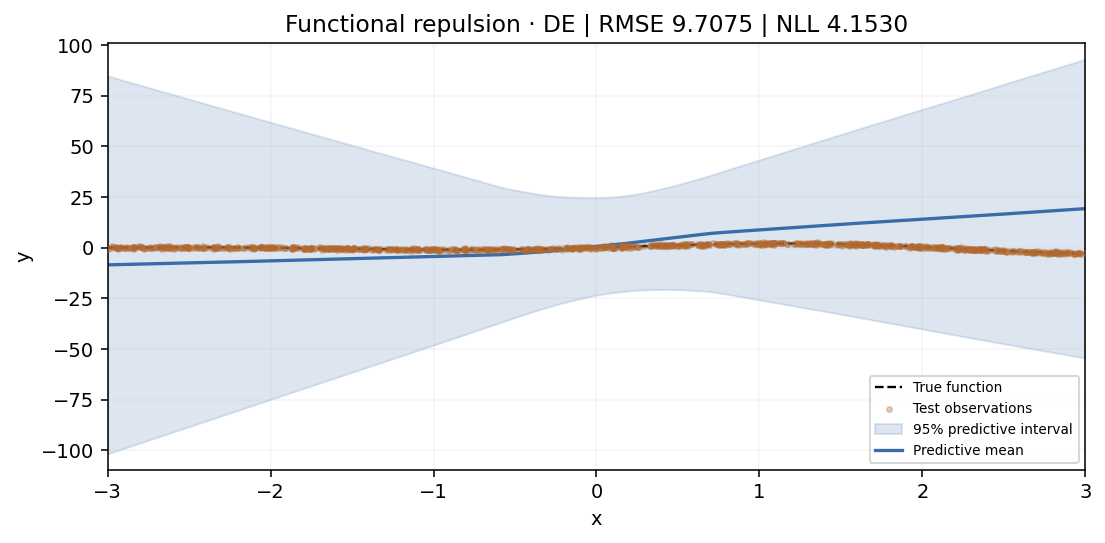 Functional repulsion · DE | RMSE 9.7075 | NLL 4.1530
100
75
50
25
0
−25
−50
−75
−100
y
−3
−2
−1
0
1
2
3
x
True function
Test observations
95% predictive interval
Predictive mean